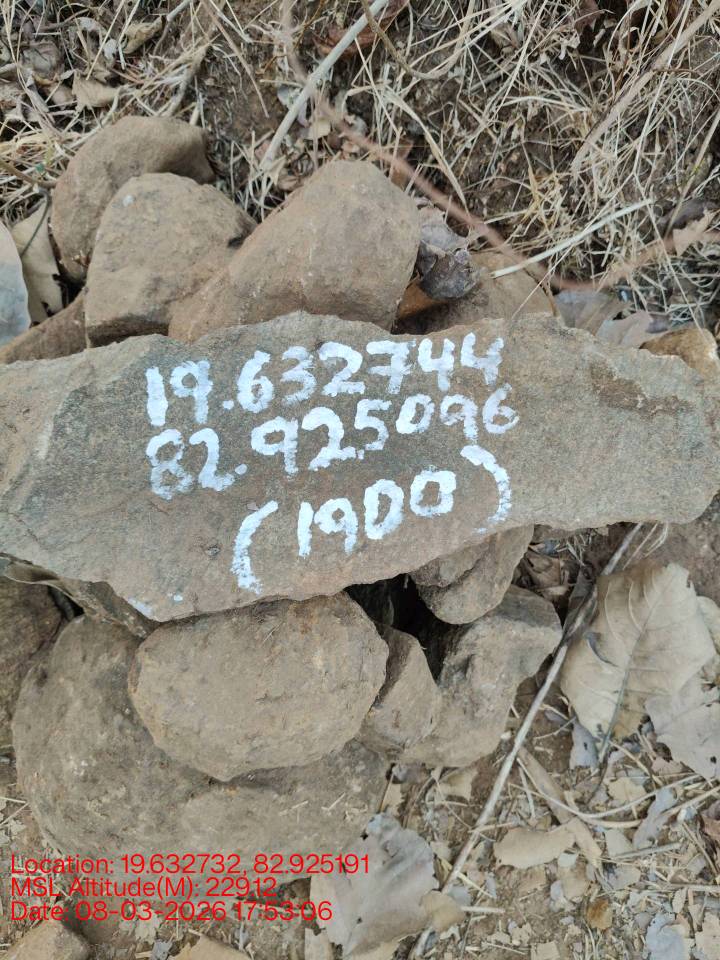 19.632744
82.925096
(1900)
Location: 19.632732, 82.925191
MSL Altitude(M): 22912
Date: 08-03-2026 17:53:06